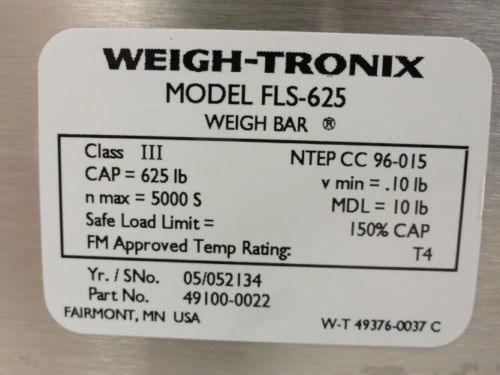 WEIGH-TRONIX
MODEL FLS-625
WEIGH BAR ®
Class III NTEP CC 96-015
CAP = 625 lb v min = .10 lb
n max = 5000 S MDL = 10 lb
Safe Load Limit = 150% CAP
FM Approved Temp Rating: T4
Yr. / SNo. 05/052134
Part No. 49100-0022
FAIRMONT, MN USA W-T 49376-0037 C